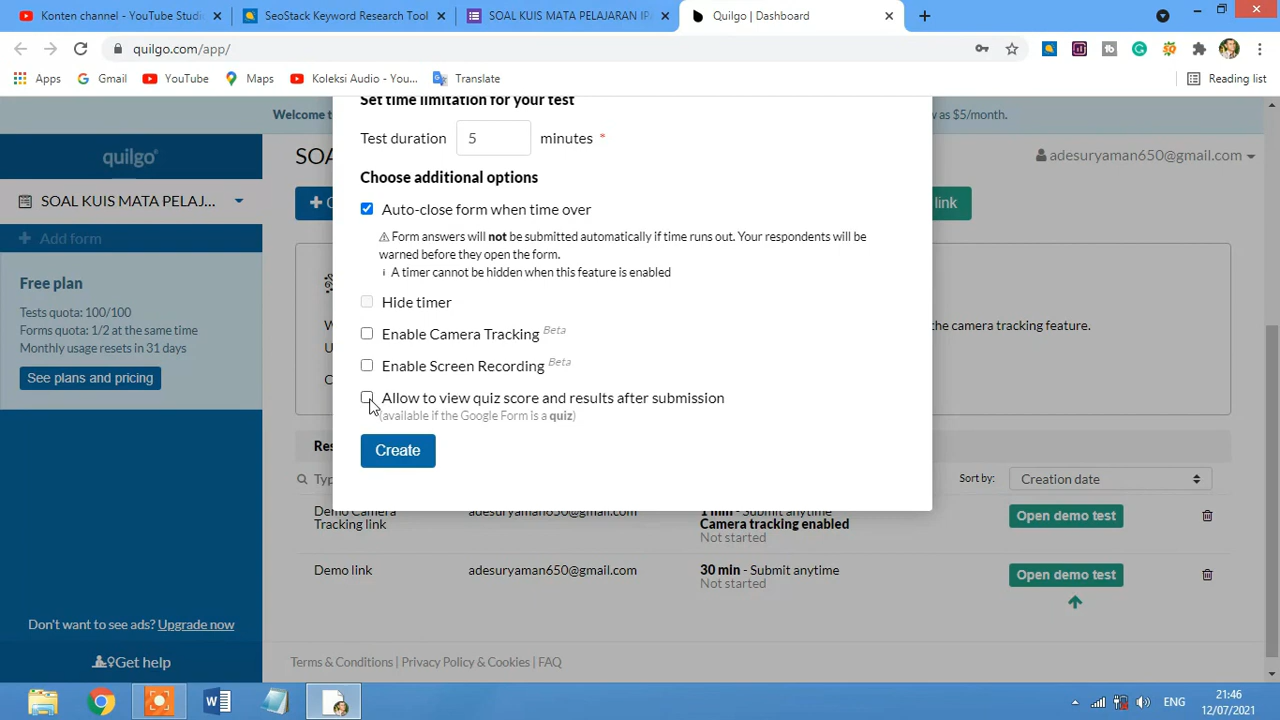 Konten channel - YouTube Studi
SeoStack Keyword Research Tool
SOAL KUIS MATA PELAJARAN IP
Quilgo | Dashboard
quilgo.com/app/
Apps
Gmail
YouTube
Maps
Koleksi Audio - You...
Translate
Reading list
Welcome
w as $5/month.
Set time limitation for your test
quilgo
Test duration 5 minutes *
SOA
adesuryaman650@gmail.com
Choose additional options
SOAL KUIS MATA PELAJ...
link
Auto-close form when time over
Add form
⚠ Form answers will not be submitted automatically if time runs out. Your respondents will be
warned before they open the form.
i A timer cannot be hidden when this feature is enabled
Free plan
Tests quota: 100/100
Forms quota: 1/2 at the same time
Monthly usage resets in 31 days
See plans and pricing
Hide timer
the camera tracking feature.
Enable Camera Tracking Beta
Enable Screen Recording Beta
Allow to view quiz score and results after submission
(available if the Google Form is a quiz)
Create
Res
Typ
Sort by: Creation date
Demo Camera
Tracking link
adesuryaman650@gmail.com
1 min - Submit anytime
Camera tracking enabled
Not started
Open demo test
Demo link
adesuryaman650@gmail.com
30 min - Submit anytime
Not started
Open demo test
Don't want to see ads? Upgrade now
Get help
Terms & Conditions | Privacy Policy & Cookies | FAQ
ENG
21:46
12/07/2021